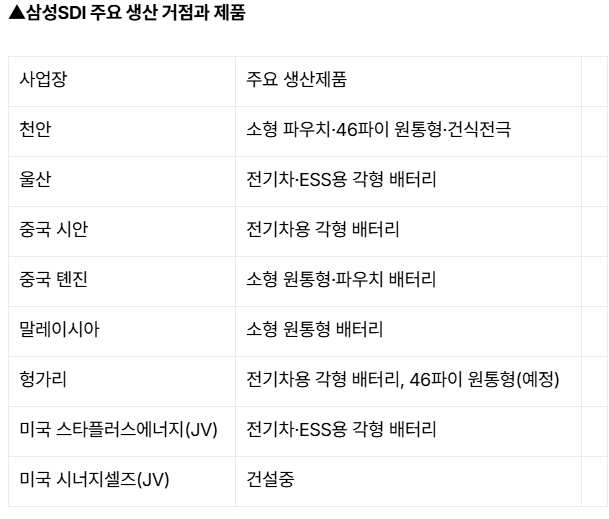 ▲삼성SDI 주요 생산 거점과 제품
사업장 주요 생산제품
천안 소형 파우치·46파이 원통형·건식전극
울산 전기차·ESS용 각형 배터리
중국 시안 전기차용 각형 배터리
중국 톈진 소형 원통형·파우치 배터리
말레이시아 소형 원통형 배터리
헝가리 전기차용 각형 배터리, 46파이 원통형(예정)
미국 스타플러스에너지(JV) 전기차·ESS용 각형 배터리
미국 시너지셀즈(JV) 건설중